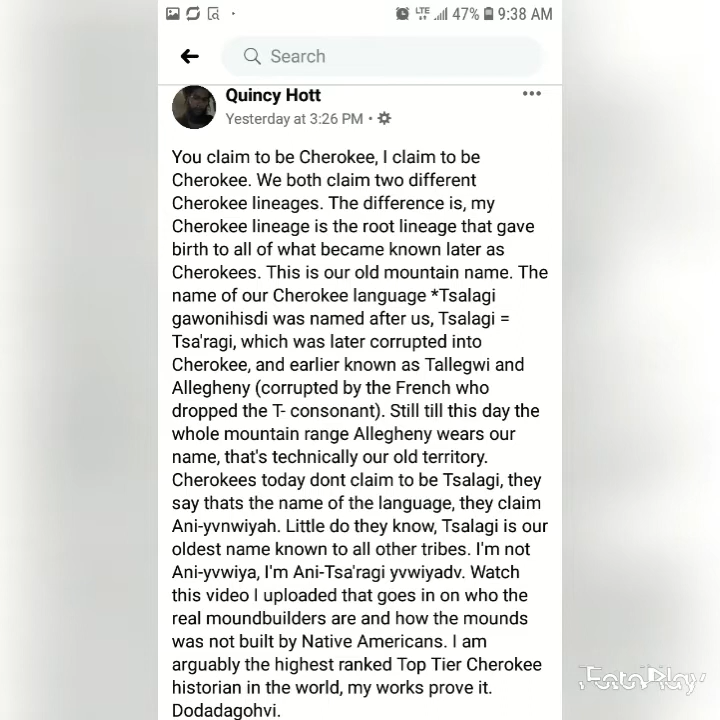 47% 9:38 AM
LTE
Search
Quincy Hott
Yesterday at 3:26 PM •
You claim to be Cherokee, I claim to be
Cherokee. We both claim two different
Cherokee lineages. The difference is, my
Cherokee lineage is the root lineage that gave
birth to all of what became known later as
Cherokees. This is our old mountain name. The
name of our Cherokee language *Tsalagi
gawonihisdi was named after us, Tsalagi =
Tsa'ragi, which was later corrupted into
Cherokee, and earlier known as Tallegwi and
Allegheny (corrupted by the French who
dropped the T- consonant). Still till this day the
whole mountain range Allegheny wears our
name, that's technically our old territory.
Cherokees today dont claim to be Tsalagi, they
say thats the name of the language, they claim
Ani-yvnwiyah. Little do they know, Tsalagi is our
oldest name known to all other tribes. I'm not
Ani-yvwiya, I'm Ani-Tsa'ragi yvwiyadv. Watch
this video I uploaded that goes in on who the
real moundbuilders are and how the mounds
was not built by Native Americans. I am
arguably the highest ranked Top Tier Cherokee
historian in the world, my works prove it.
Dodadagohvi.
FotoPlay